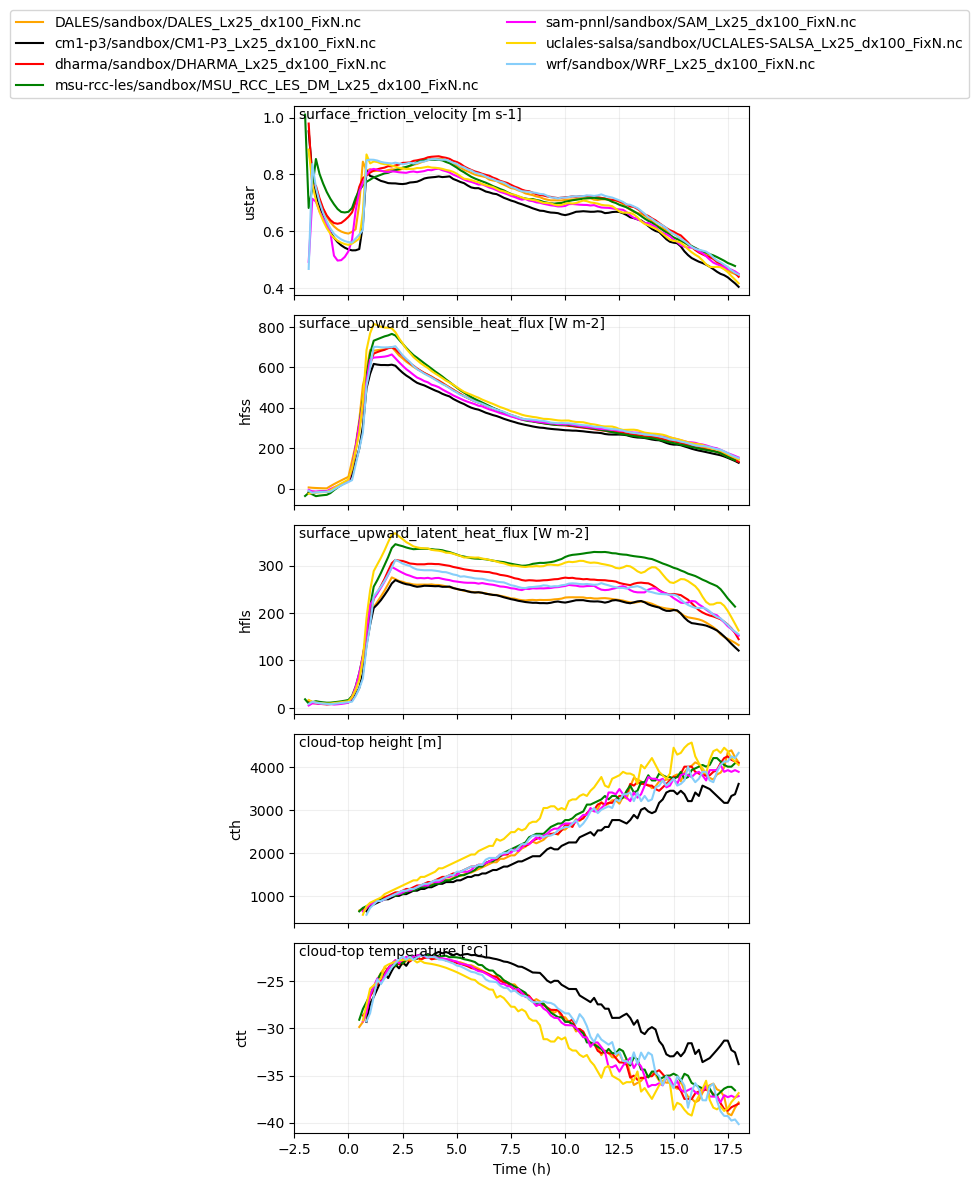 DALES/sandbox/DALES_Lx25_dx100_FixN.nc
cm1-p3/sandbox/CM1-P3_Lx25_dx100_FixN.nc
dharma/sandbox/DHARMA_Lx25_dx100_FixN.nc
msu-rcc-les/sandbox/MSU_RCC_LES_DM_Lx25_dx100_FixN.nc
sam-pnnl/sandbox/SAM_Lx25_dx100_FixN.nc
uclales-salsa/sandbox/UCLALES-SALSA_Lx25_dx100_FixN.nc
wrf/sandbox/WRF_Lx25_dx100_FixN.nc
surface_friction_velocity [m s-1]
ustar
1.0
0.8
0.6
0.4
surface_upward_sensible_heat_flux [W m-2]
hfss
800
600
400
200
0
surface_upward_latent_heat_flux [W m-2]
hfls
300
200
100
0
cloud-top height [m]
cth
4000
3000
2000
1000
cloud-top temperature [°C]
ctt
−25
−30
−35
−40
−2.5 0.0 2.5 5.0 7.5 10.0 12.5 15.0 17.5
Time (h)